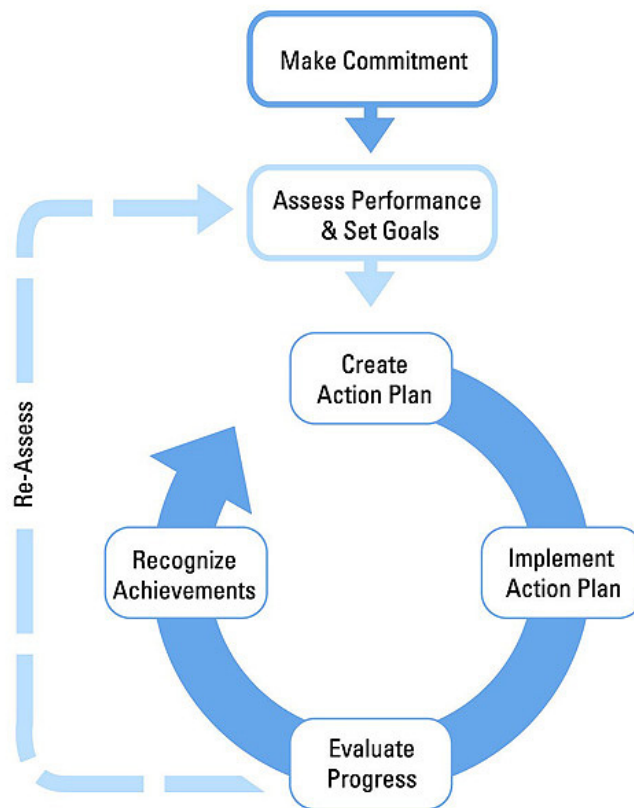 Make Commitment
Assess Performance
& Set Goals
Create
Action Plan
Re-Assess
Recognize
Achievements
Implement
Action Plan
Evaluate
Progress